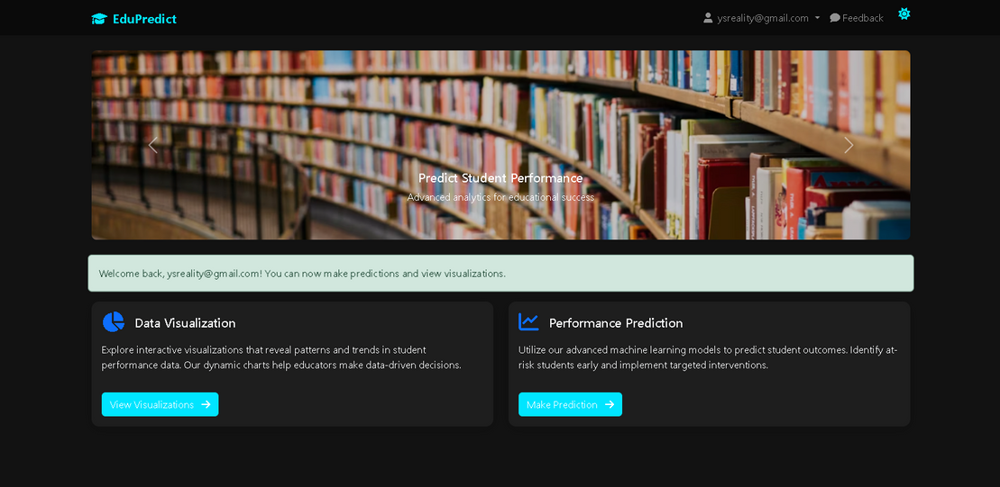 EduPredict
ysreality@gmail.com
Feedback
Predict Student Performance
Advanced analytics for educational success
Welcome back, ysreality@gmail.com! You can now make predictions and view visualizations.
Data Visualization
Explore interactive visualizations that reveal patterns and trends in student
performance data. Our dynamic charts help educators make data-driven decisions.
View Visualizations
Performance Prediction
Utilize our advanced machine learning models to predict student outcomes. Identify at-
risk students early and implement targeted interventions.
Make Prediction